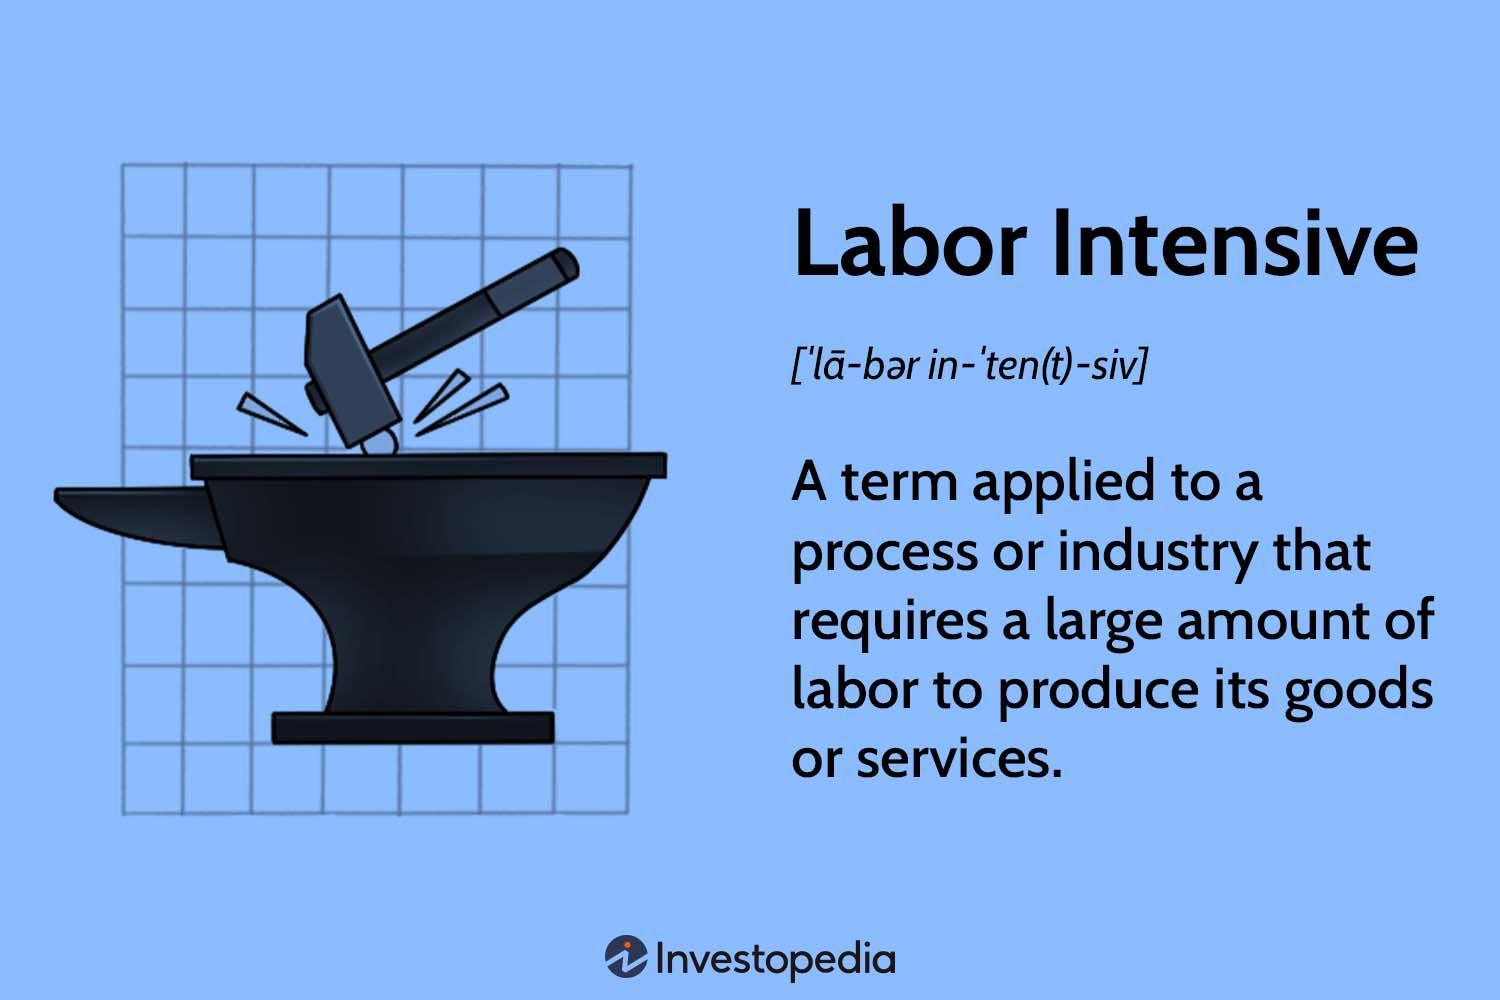 Labor Intensive
[ˈlā-bər in-ˈten(t)-siv]
A term applied to a
process or industry that
requires a large amount of
labor to produce its goods
or services.
Investopedia